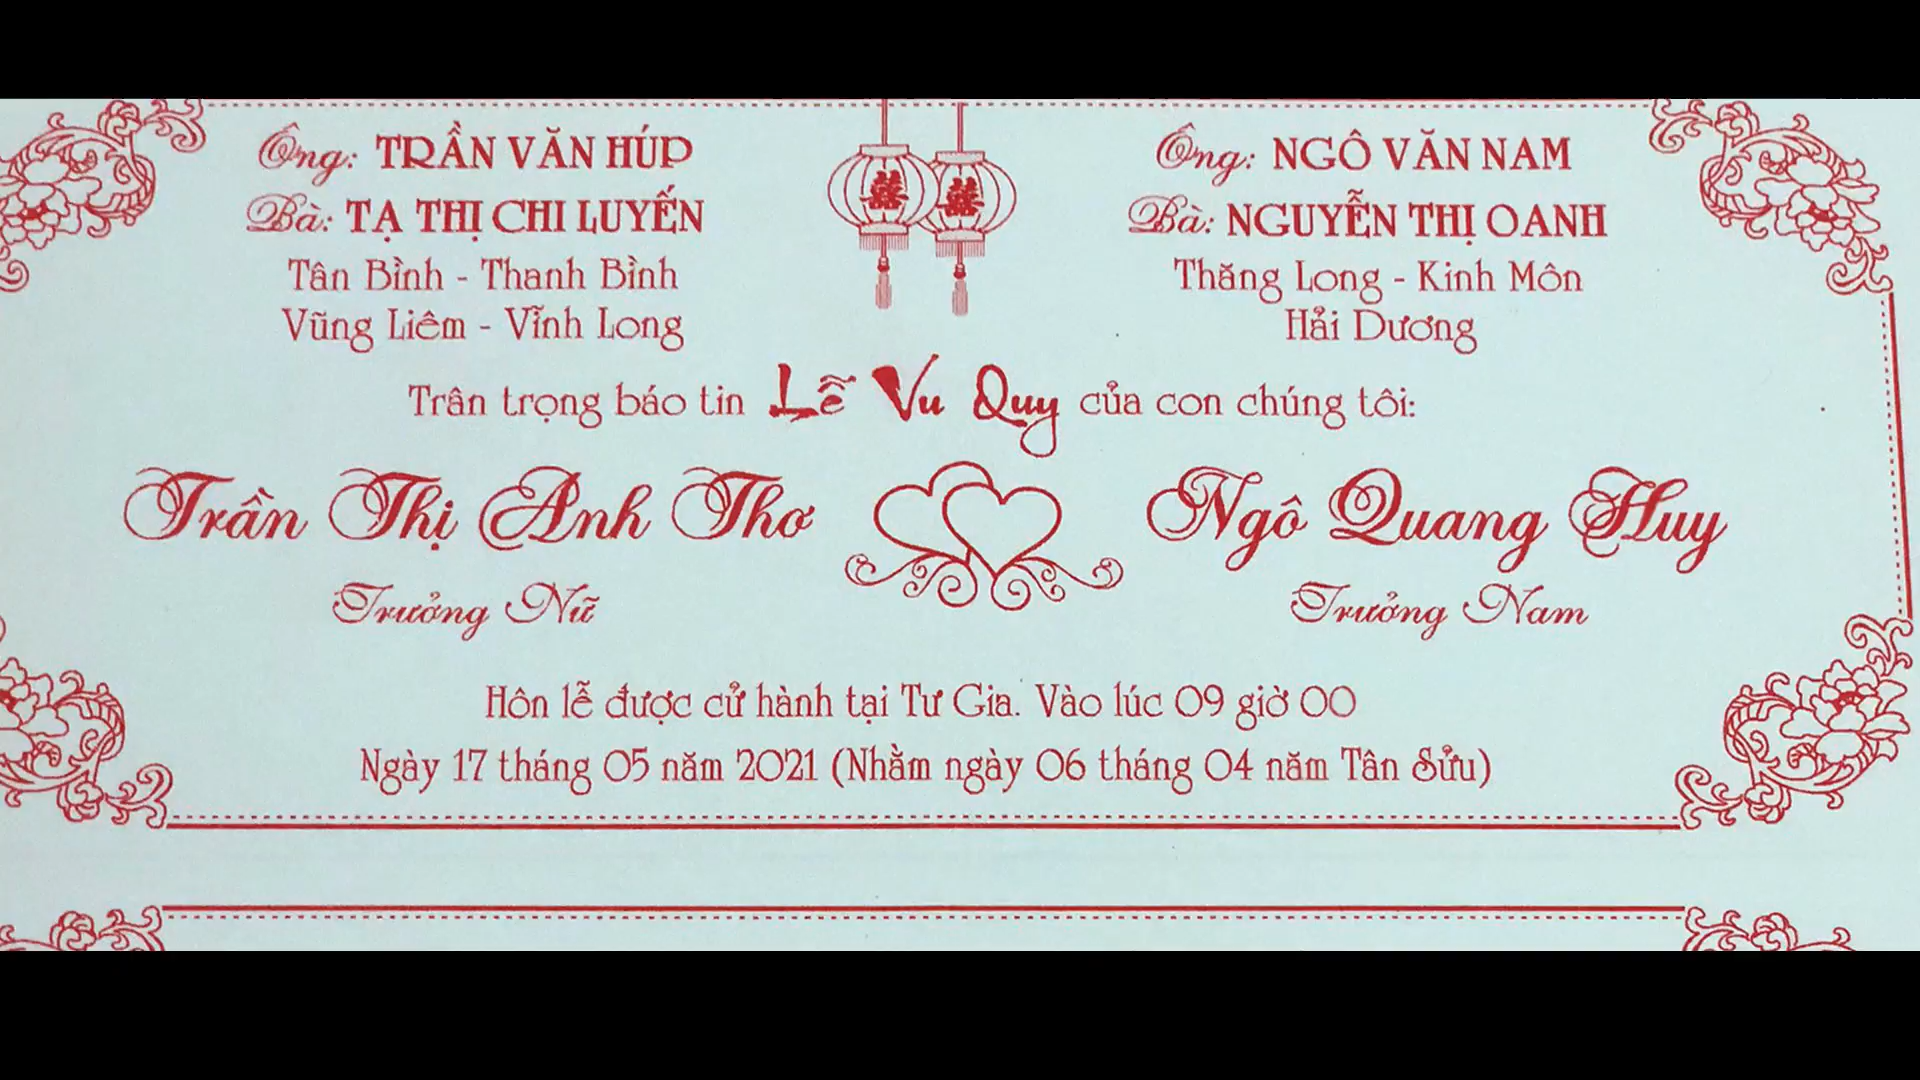 Ông: TRẦN VĂN HÚP
Bà: TẠ THỊ CHI LUYẾN
Tân Bình - Thanh Bình
Vũng Liêm - Vĩnh Long
Ông: NGÔ VĂN NAM
Bà: NGUYỄN THỊ OANH
Thăng Long - Kinh Môn
Hải Dương
囍 囍
Trân trọng báo tin Lễ Vu Quy của con chúng tôi:
Trần Thị Anh Thơ
Trưởng Nữ
Ngô Quang Huy
Trưởng Nam
Hôn lễ được cử hành tại Tư Gia. Vào lúc 09 giờ 00
Ngày 17 tháng 05 năm 2021 (Nhằm ngày 06 tháng 04 năm Tân Sửu)